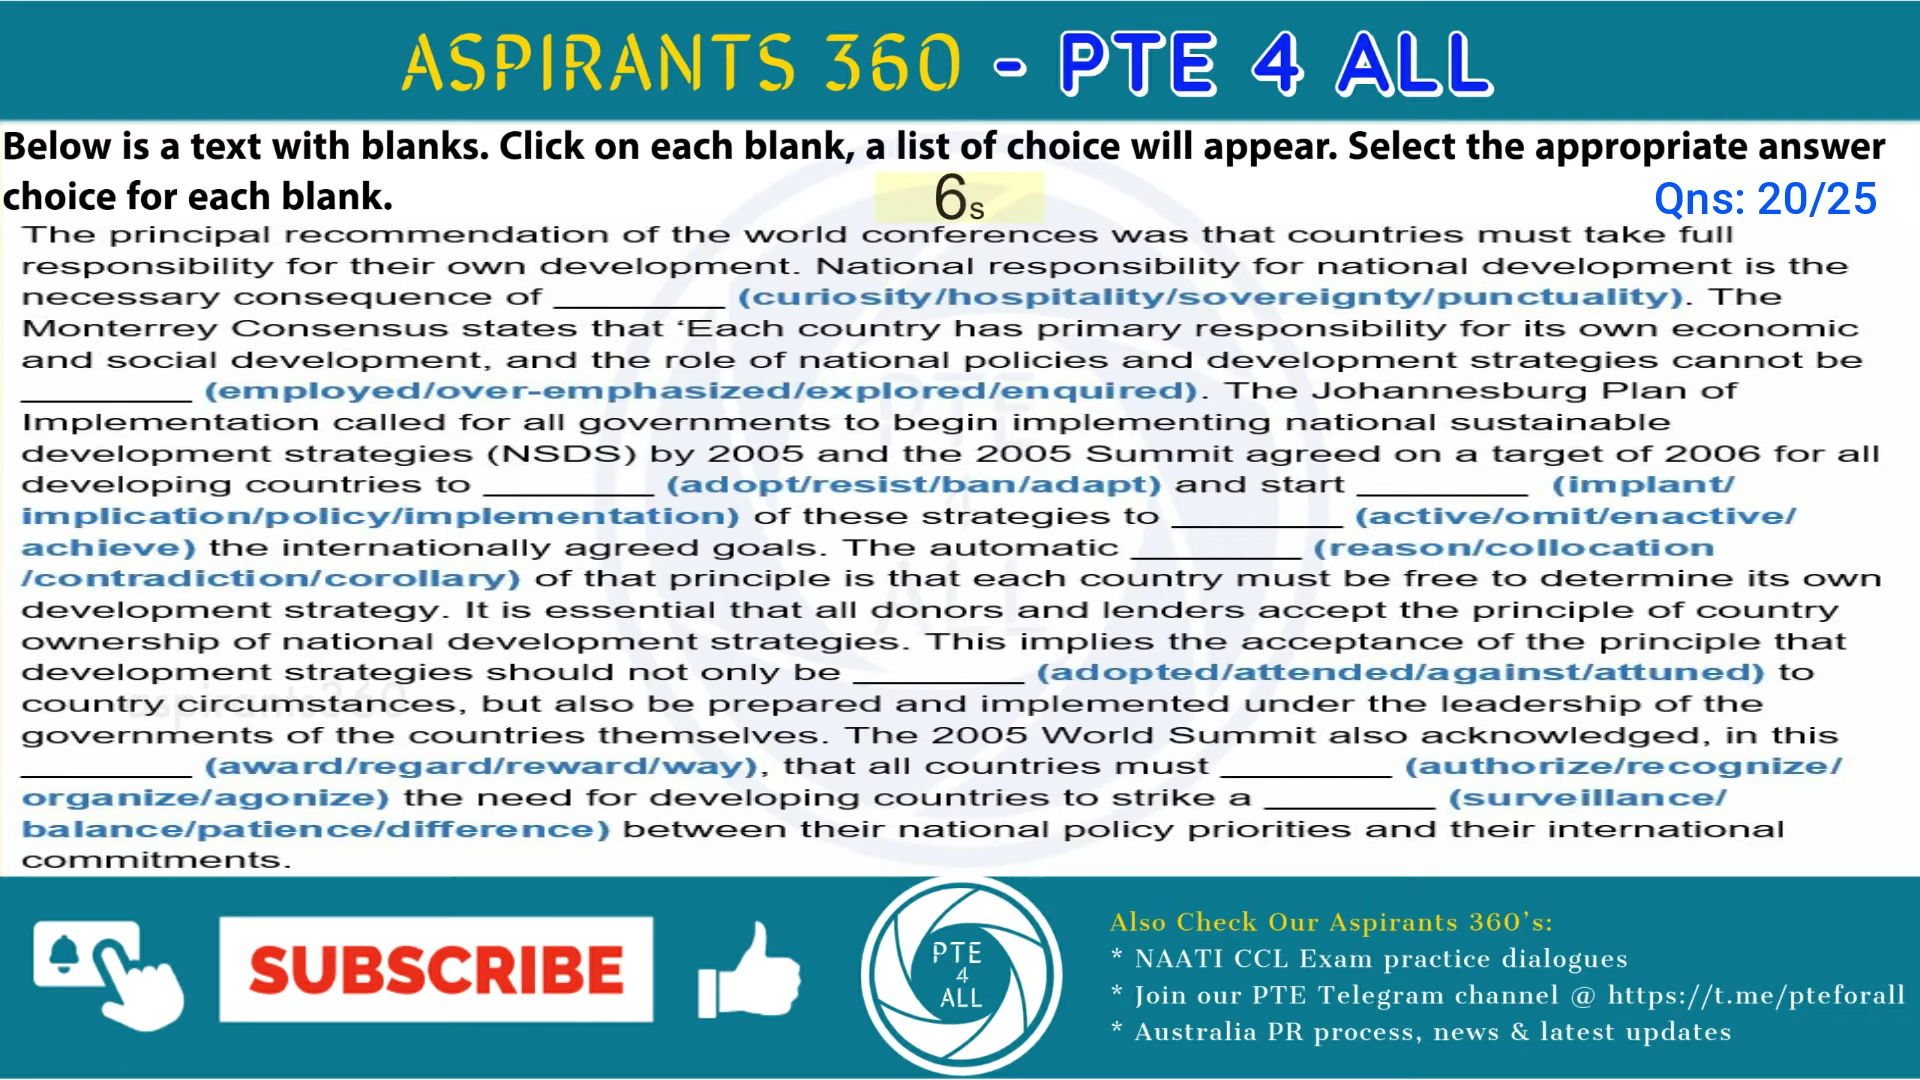 ASPIRANTS 360 - PTE 4 ALL
Below is a text with blanks. Click on each blank, a list of choice will appear. Select the appropriate answer
choice for each blank.
6s
Qns: 20/25
The principal recommendation of the world conferences was that countries must take full
responsibility for their own development. National responsibility for national development is the
necessary consequence of _________ (curiosity/hospitality/sovereignty/punctuality). The
Monterrey Consensus states that ‘Each country has primary responsibility for its own economic
and social development, and the role of national policies and development strategies cannot be
_________ (employed/over-emphasized/explored/enquired). The Johannesburg Plan of
Implementation called for all governments to begin implementing national sustainable
development strategies (NSDS) by 2005 and the 2005 Summit agreed on a target of 2006 for all
developing countries to _________ (adopt/resist/ban/adapt) and start _________ (implant/
implication/policy/implementation) of these strategies to _________ (active/omit/enactive/
achieve) the internationally agreed goals. The automatic _________ (reason/collocation
/contradiction/corollary) of that principle is that each country must be free to determine its own
development strategy. It is essential that all donors and lenders accept the principle of country
ownership of national development strategies. This implies the acceptance of the principle that
development strategies should not only be _________ (adopted/attended/against/attuned) to
country circumstances, but also be prepared and implemented under the leadership of the
governments of the countries themselves. The 2005 World Summit also acknowledged, in this
_________ (award/regard/reward/way), that all countries must _________ (authorize/recognize/
organize/agonize) the need for developing countries to strike a _________ (surveillance/
balance/patience/difference) between their national policy priorities and their international
commitments.
aspirants360
PTE
4
ALL
SUBSCRIBE
PTE
4
ALL
Also Check Our Aspirants 360's:
* NAATI CCL Exam practice dialogues
* Join our PTE Telegram channel @ https://t.me/pteforall
* Australia PR process, news & latest updates